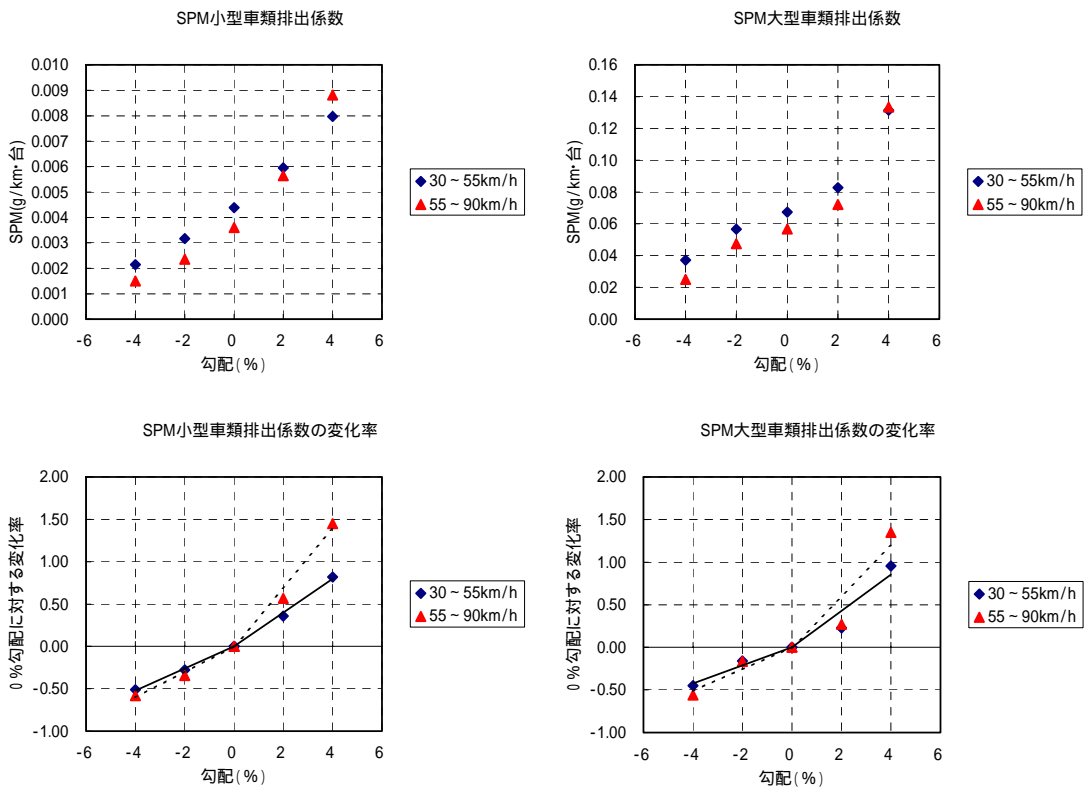 SPM小型車類排出係数
0.010
0.009
0.008
0.007
0.006
0.005
0.004
0.003
0.002
0.001
0.000
SPM(g/km・台)
-6 -4 -2 0 2 4 6
勾配(%)
30~55km/h
55~90km/h
SPM大型車類排出係数
0.16
0.14
0.12
0.10
0.08
0.06
0.04
0.02
0.00
SPM(g/km・台)
-6 -4 -2 0 2 4 6
勾配(%)
30~55km/h
55~90km/h
SPM小型車類排出係数の変化率
2.00
1.50
1.00
0.50
0.00
-0.50
-1.00
0%勾配に対する変化率
-6 -4 -2 0 2 4 6
勾配(%)
30~55km/h
55~90km/h
SPM大型車類排出係数の変化率
2.00
1.50
1.00
0.50
0.00
-0.50
-1.00
0%勾配に対する変化率
-6 -4 -2 0 2 4 6
勾配(%)
30~55km/h
55~90km/h